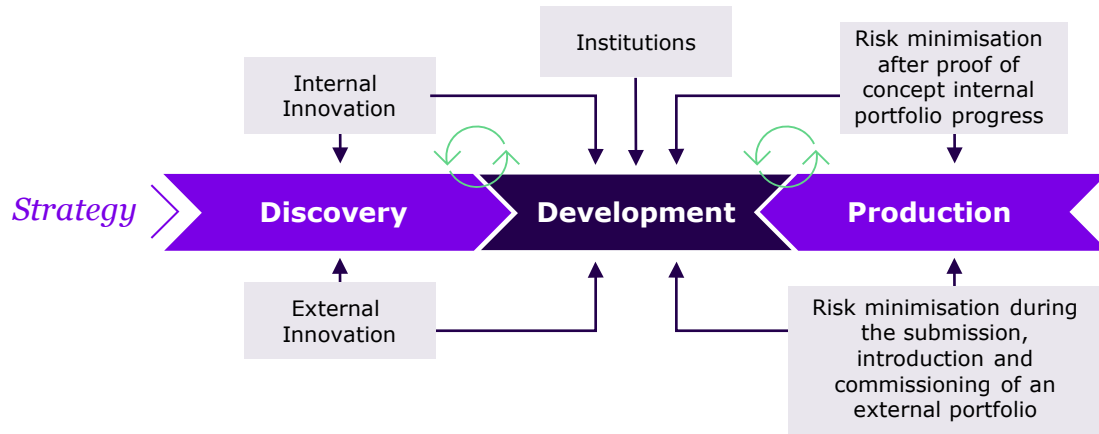 Institutions
Risk minimisation
after proof of
concept internal
portfolio progress
Internal
Innovation
Strategy
Discovery
Development
Production
External
Innovation
Risk minimisation during
the submission,
introduction and
commissioning of an
external portfolio